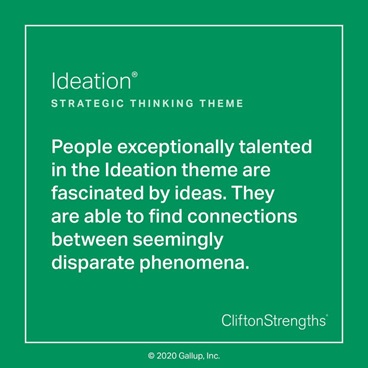 Ideation®
STRATEGIC THINKING THEME
People exceptionally talented
in the Ideation theme are
fascinated by ideas. They
are able to find connections
between seemingly
disparate phenomena.
CliftonStrengths®
© 2020 Gallup, Inc.